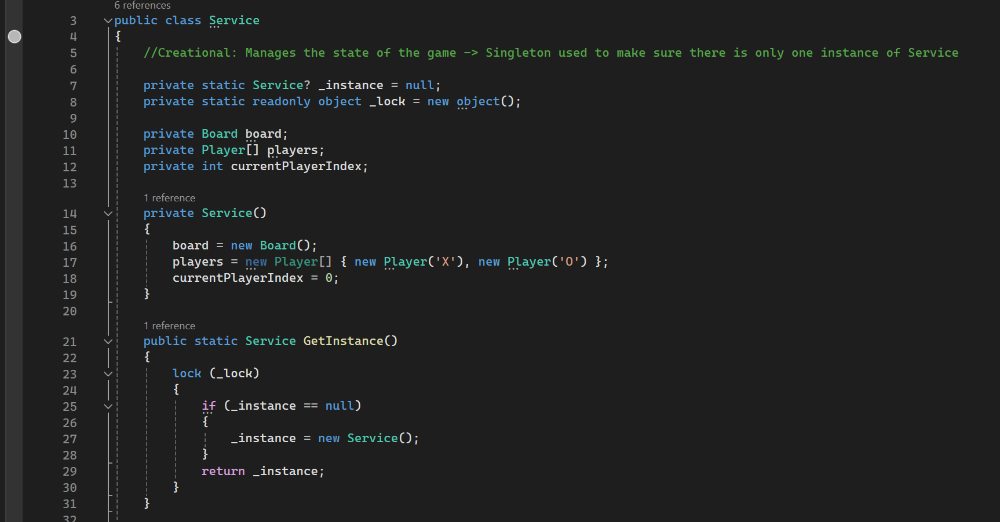 6 references
3 public class Service
4 {
5 //Creational: Manages the state of the game -> Singleton used to make sure there is only one instance of Service
6
7 private static Service? _instance = null;
8 private static readonly object _lock = new object();
9
10 private Board board;
11 private Player[] players;
12 private int currentPlayerIndex;
13
1 reference
14 private Service()
15 {
16 board = new Board();
17 players = new Player[] { new Player('X'), new Player('O') };
18 currentPlayerIndex = 0;
19 }
20
1 reference
21 public static Service GetInstance()
22 {
23 lock (_lock)
24 {
25 if (_instance == null)
26 {
27 _instance = new Service();
28 }
29 return _instance;
30 }
31 }
32